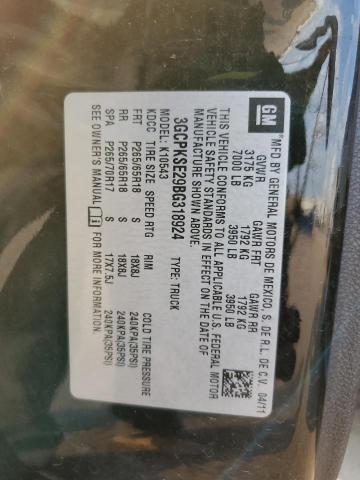 GM
MFD BY GENERAL MOTORS DE MEXICO, S. DE R.L. DE C.V. 04/11
GVWR GAWR FRT GAWR RR
3175 KG 1792 KG 1792 KG
7000 LB 3950 LB 3950 LB
THIS VEHICLE CONFORMS TO ALL APPLICABLE U.S. FEDERAL MOTOR
VEHICLE SAFETY STANDARDS IN EFFECT ON THE DATE OF
MANUFACTURE SHOWN ABOVE.
3GCPKSE29BG318924 TYPE: TRUCK
MODEL: K10543
KDCC TIRE SIZE SPEED RTG RIM COLD TIRE PRESSURE
FRT P265/65R18 S 18X8J 240KPA(35PSI)
RR P265/65R18 S 18X8J 240KPA(35PSI)
SPA P265/70R17 S 17X7.5J 240KPA(35PSI)
SEE OWNER'S MANUAL FOR MORE INFORMATION.